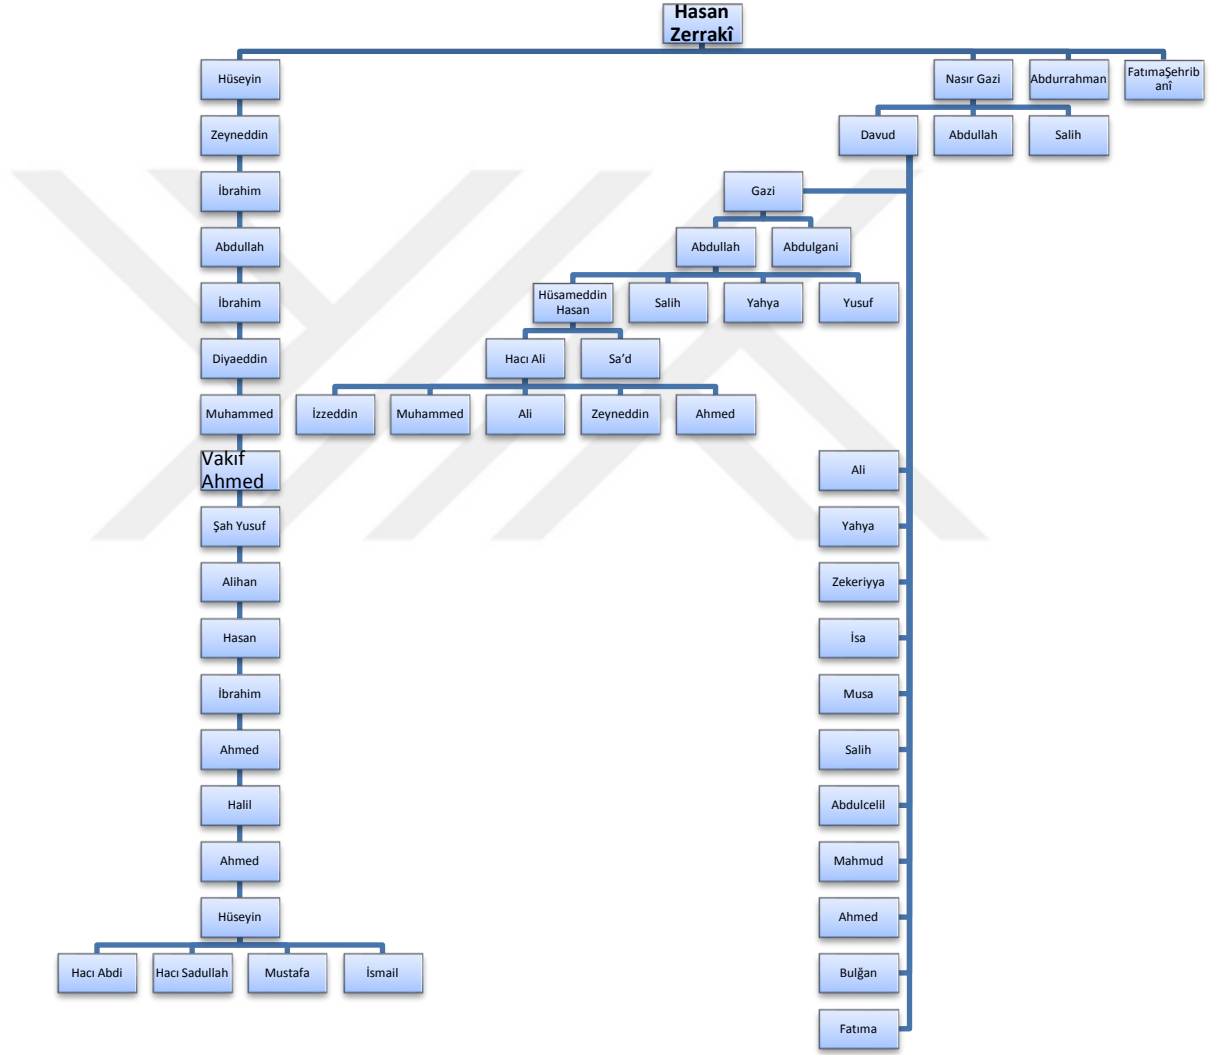 Hasan
Zerrakî
Hüseyin
Nasır Gazi
Abdurrahman
FatımaŞehrib
anî
Zeyneddin
Davud
Abdullah
Salih
İbrahim
Gazi
Abdullah
Abdullah
Abdulgani
İbrahim
Hüsameddin
Hasan
Salih
Yahya
Yusuf
Diyaeddin
Hacı Ali
Sa’d
Muhammed
İzzeddin
Muhammed
Ali
Zeyneddin
Ahmed
Vakıf
Ahmed
Ali
Şah Yusuf
Yahya
Alihan
Zekeriyya
Hasan
İsa
İbrahim
Musa
Ahmed
Salih
Halil
Abdulcelil
Ahmed
Mahmud
Hüseyin
Ahmed
Hacı Abdi
Hacı Sadullah
Mustafa
İsmail
Bulğan
Fatıma